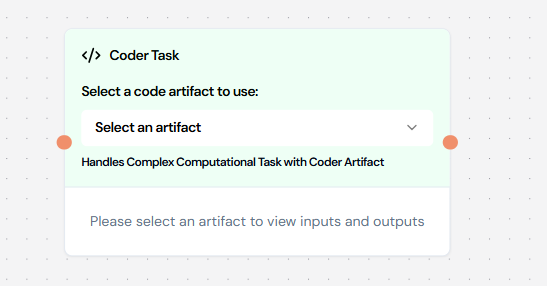 Coder Task
Select a code artifact to use:
Select an artifact
Handles Complex Computational Task with Coder Artifact
Please select an artifact to view inputs and outputs